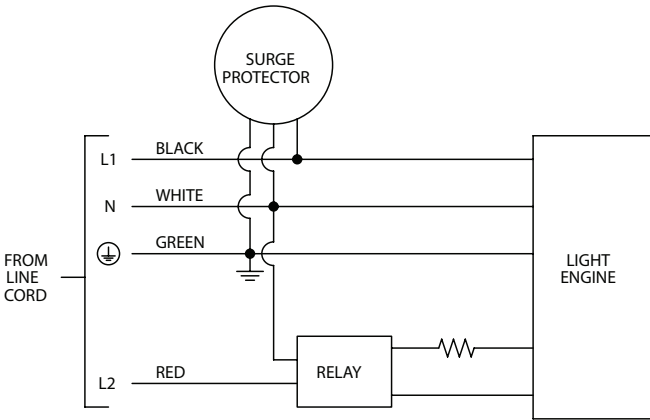 SURGE
PROTECTOR
L1
BLACK
N
WHITE
GREEN
FROM
LINE
CORD
LIGHT
ENGINE
L2
RED
RELAY